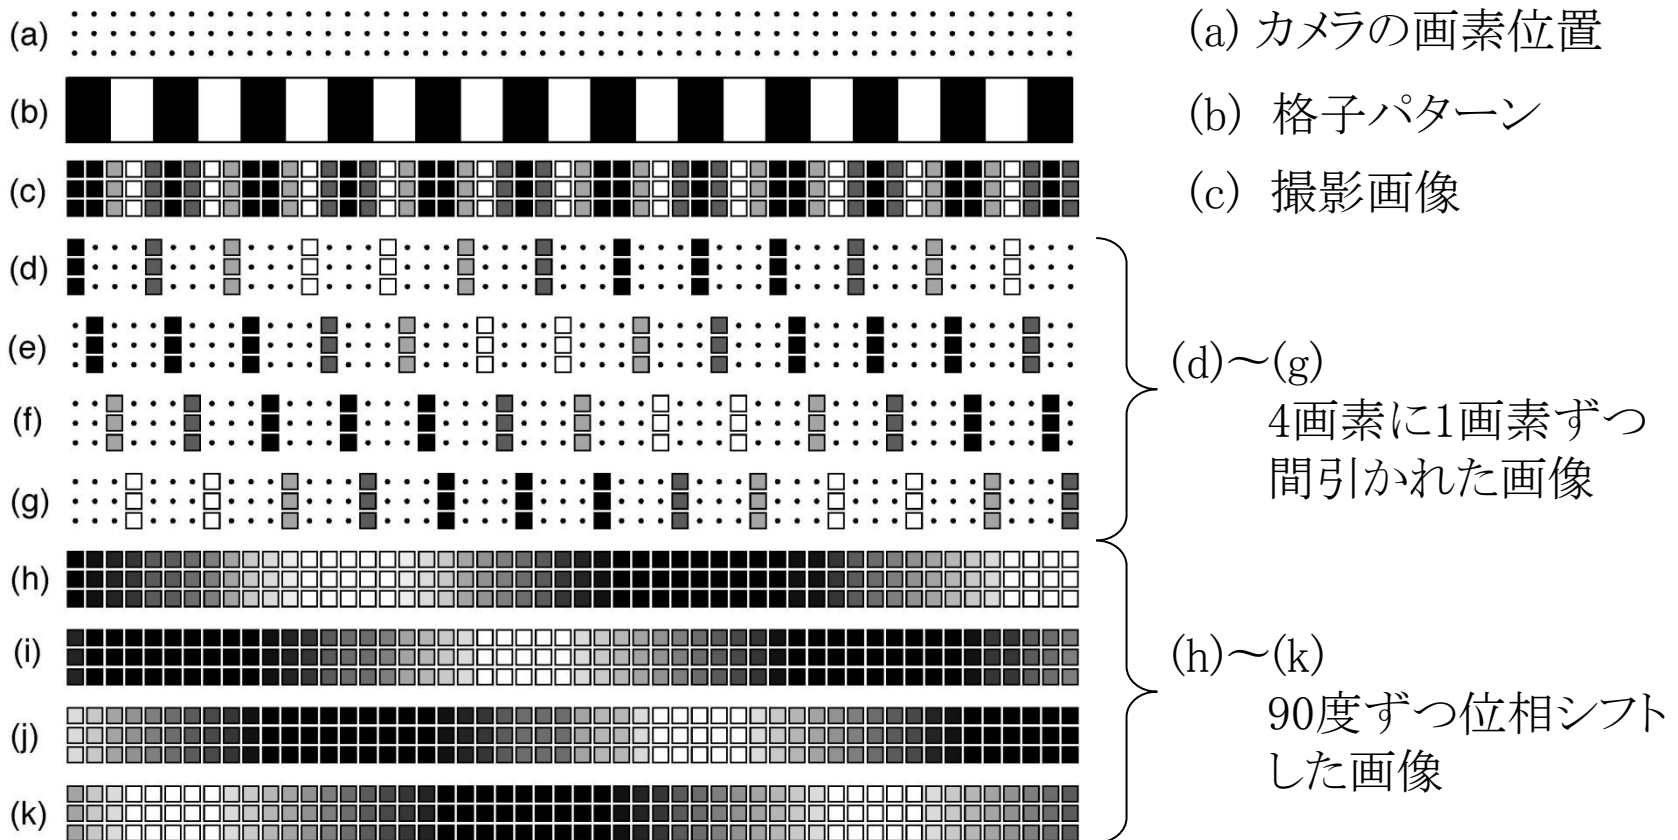 (a)
(b)
(c)
(d)
(e)
(f)
(g)
(h)
(i)
(j)
(k)
(a) カメラの画素位置
(b) 格子パターン
(c) 撮影画像
(d)～(g)
4画素に1画素ずつ
間引かれた画像
(h)～(k)
90度ずつ位相シフト
した画像